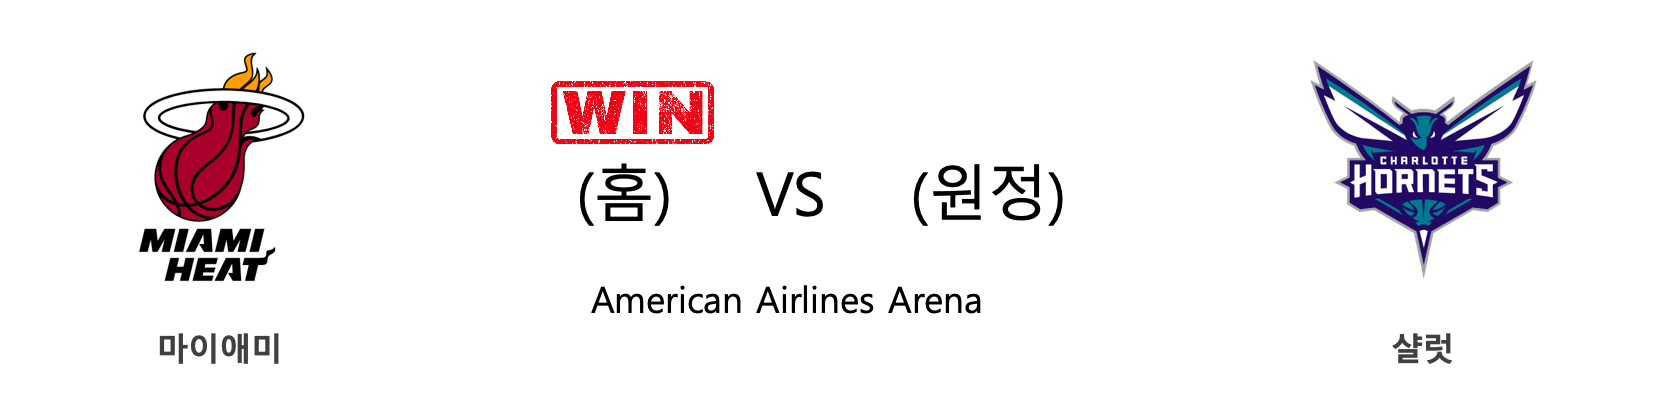 WIN
MIAMI
HEAT
(홈) VS (원정)
CHARLOTTE
HORNETS
American Airlines Arena
마이애미
샬럿